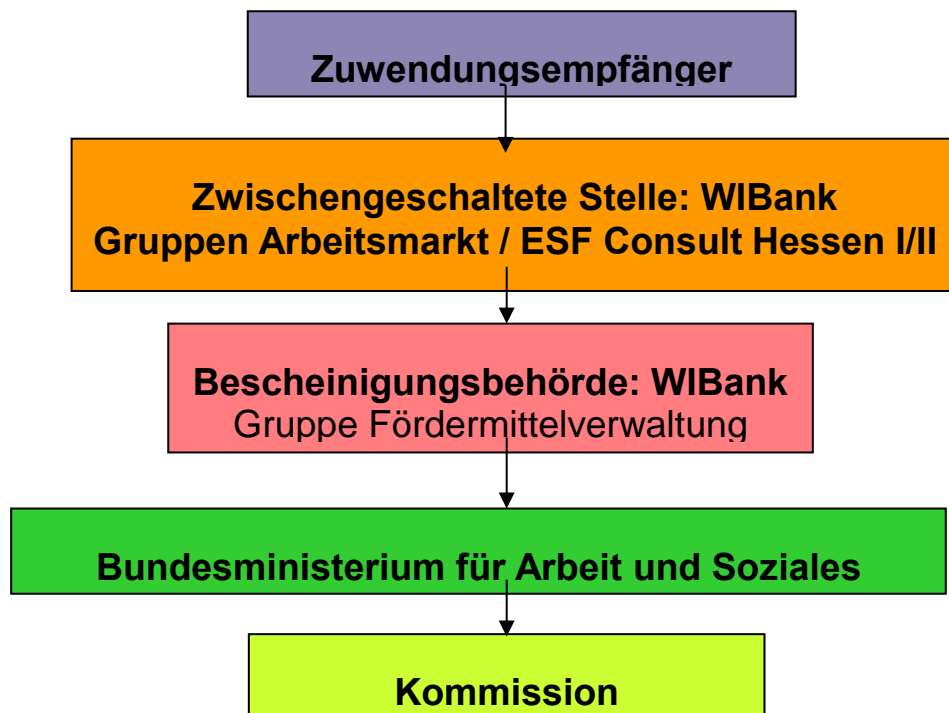 Zuwendungsempfänger
Zwischengeschaltete Stelle: WIBank
Gruppen Arbeitsmarkt / ESF Consult Hessen I/II
Bescheinigungsbehörde: WIBank
Gruppe Fördermittelverwaltung
Bundesministerium für Arbeit und Soziales
Kommission